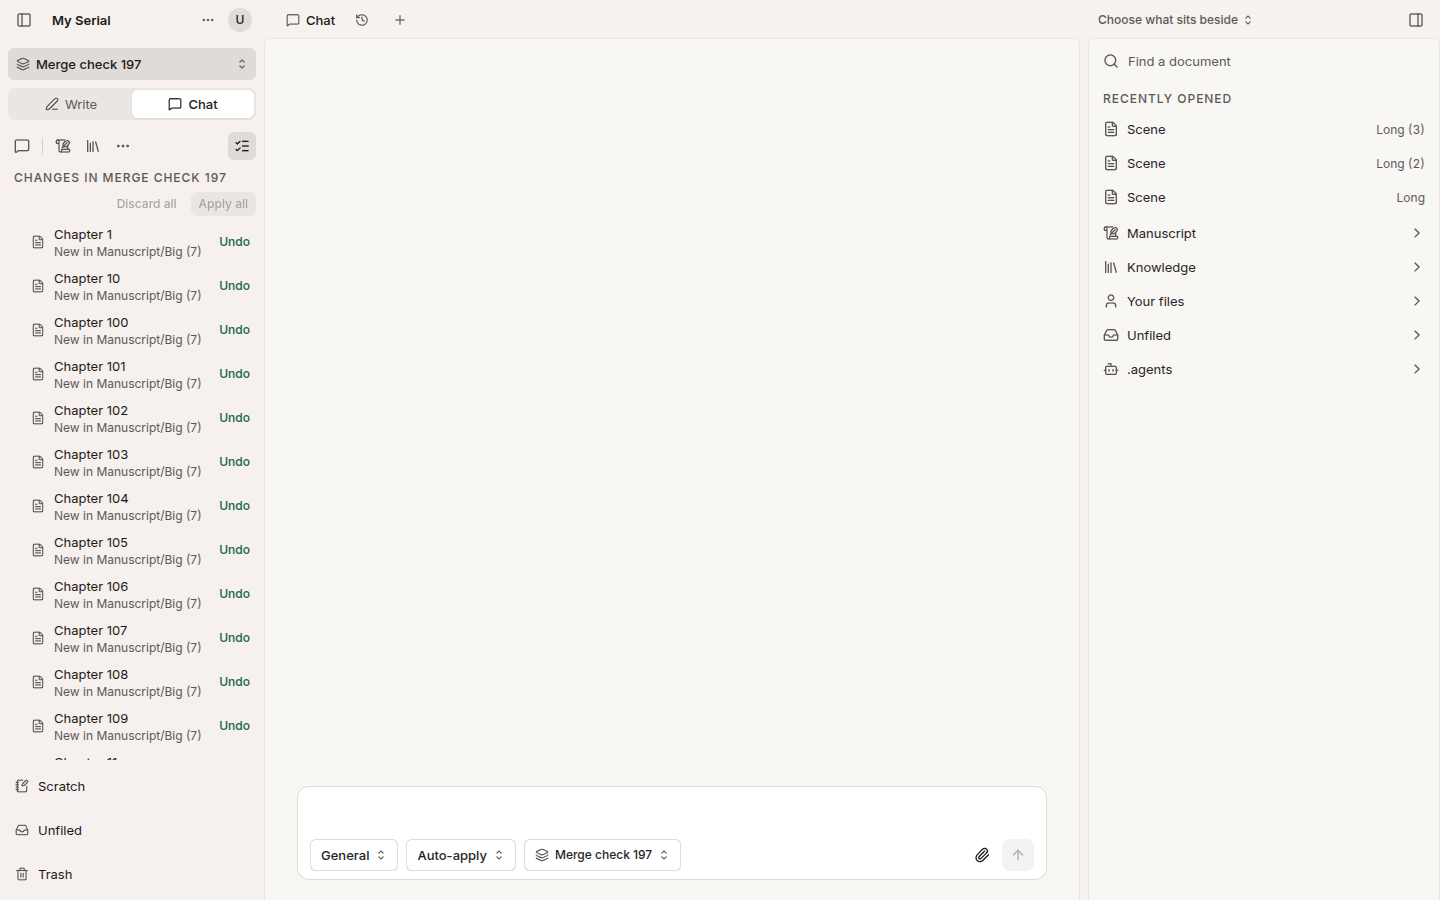 My Serial
U
Merge check 197
Write
Chat
CHANGES IN MERGE CHECK 197
Discard all
Apply all
Chapter 1
New in Manuscript/Big (7)
Undo
Chapter 10
New in Manuscript/Big (7)
Undo
Chapter 100
New in Manuscript/Big (7)
Undo
Chapter 101
New in Manuscript/Big (7)
Undo
Chapter 102
New in Manuscript/Big (7)
Undo
Chapter 103
New in Manuscript/Big (7)
Undo
Chapter 104
New in Manuscript/Big (7)
Undo
Chapter 105
New in Manuscript/Big (7)
Undo
Chapter 106
New in Manuscript/Big (7)
Undo
Chapter 107
New in Manuscript/Big (7)
Undo
Chapter 108
New in Manuscript/Big (7)
Undo
Chapter 109
New in Manuscript/Big (7)
Undo
Scratch
Unfiled
Trash
Chat
General
Auto-apply
Merge check 197
Choose what sits beside
Find a document
RECENTLY OPENED
Scene
Long (3)
Scene
Long (2)
Scene
Long
Manuscript
Knowledge
Your files
Unfiled
.agents